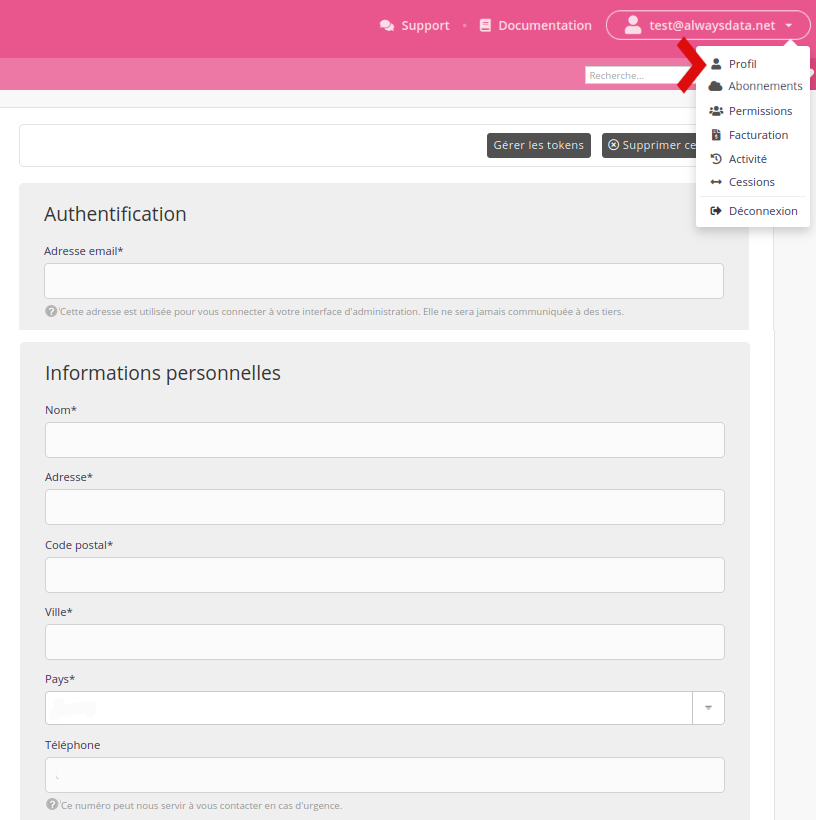 Support
Documentation
test@alwaysdata.net
Recherche...
Profil
Abonnements
Permissions
Facturation
Activité
Cessions
Déconnexion
Gérer les tokens
Supprimer ce
Authentification
Adresse email*
Cette adresse est utilisée pour vous connecter à votre interface d'administration. Elle ne sera jamais communiquée à des tiers.
Informations personnelles
Nom*
Adresse*
Code postal*
Ville*
Pays*
Téléphone
Ce numéro peut nous servir à vous contacter en cas d'urgence.